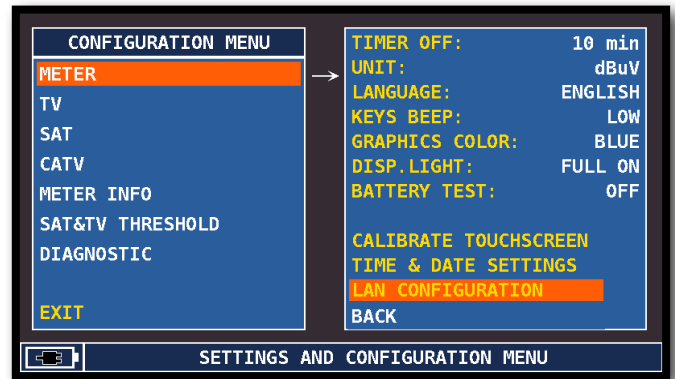 CONFIGURATION MENU
METER
TV
SAT
CATV
METER INFO
SAT&TV THRESHOLD
DIAGNOSTIC
EXIT
TIMER OFF: 10 min
UNIT: dBuV
LANGUAGE: ENGLISH
KEYS BEEP: LOW
GRAPHICS COLOR: BLUE
DISP.LIGHT: FULL ON
BATTERY TEST: OFF
CALIBRATE TOUCHSCREEN
TIME & DATE SETTINGS
LAN CONFIGURATION
BACK
SETTINGS AND CONFIGURATION MENU